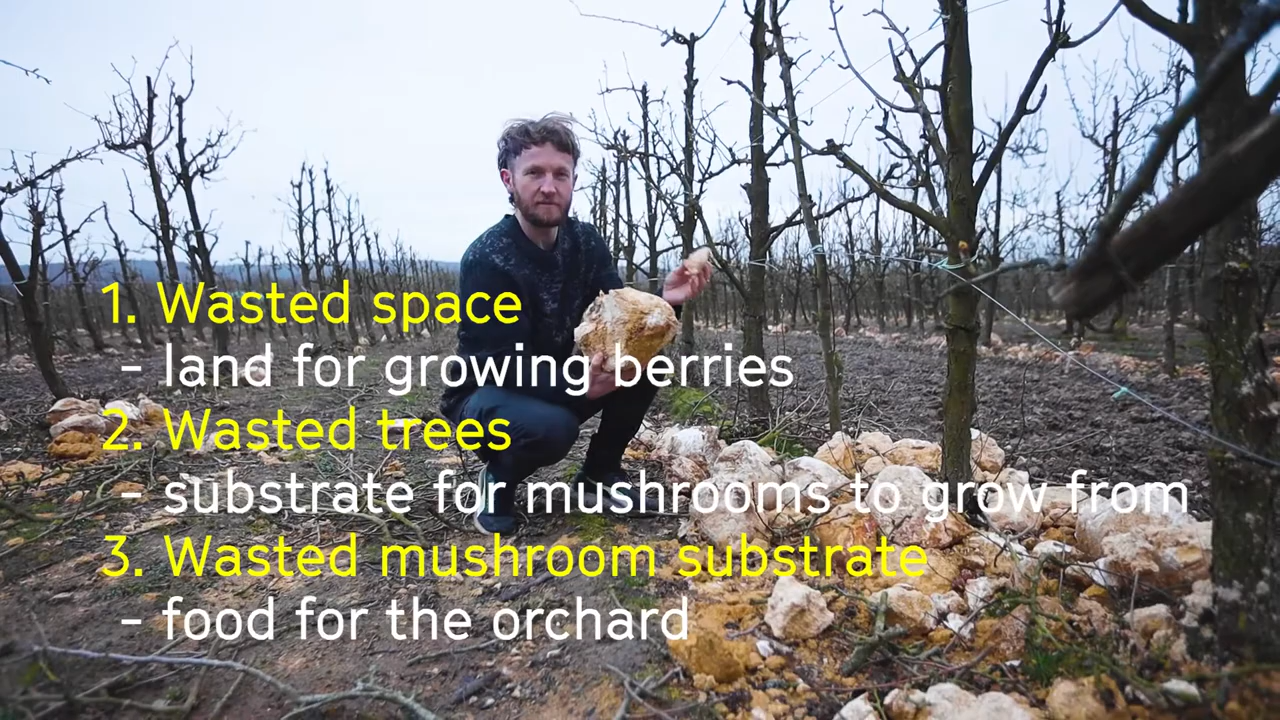 1. Wasted space
- land for growing berries
2. Wasted trees
- substrate for mushrooms to grow from
3. Wasted mushroom substrate
- food for the orchard